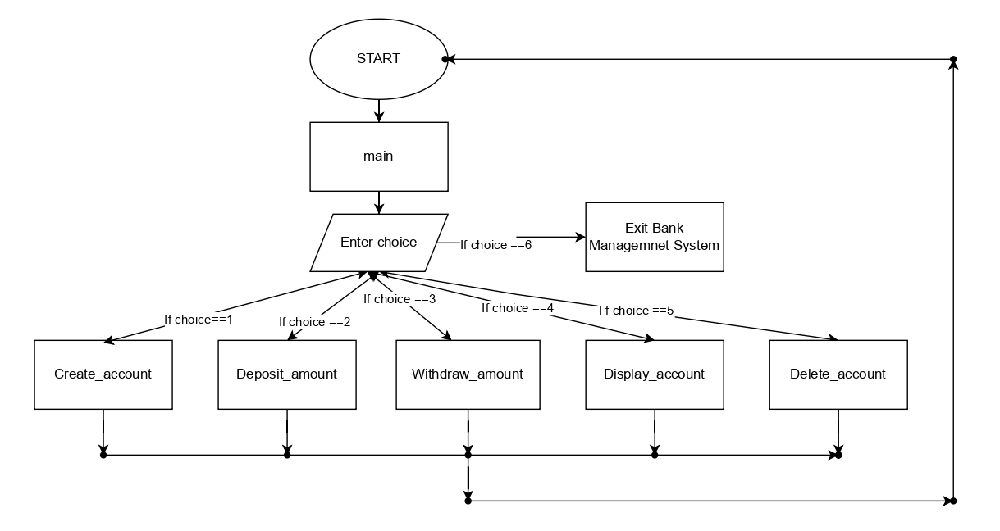 START
main
Enter choice
If choice ==6
Exit Bank
Managemnet System
If choice==1
If choice ==2
If choice ==3
If choice ==4
I f choice ==5
Create_account
Deposit_amount
Withdraw_amount
Display_account
Delete_account